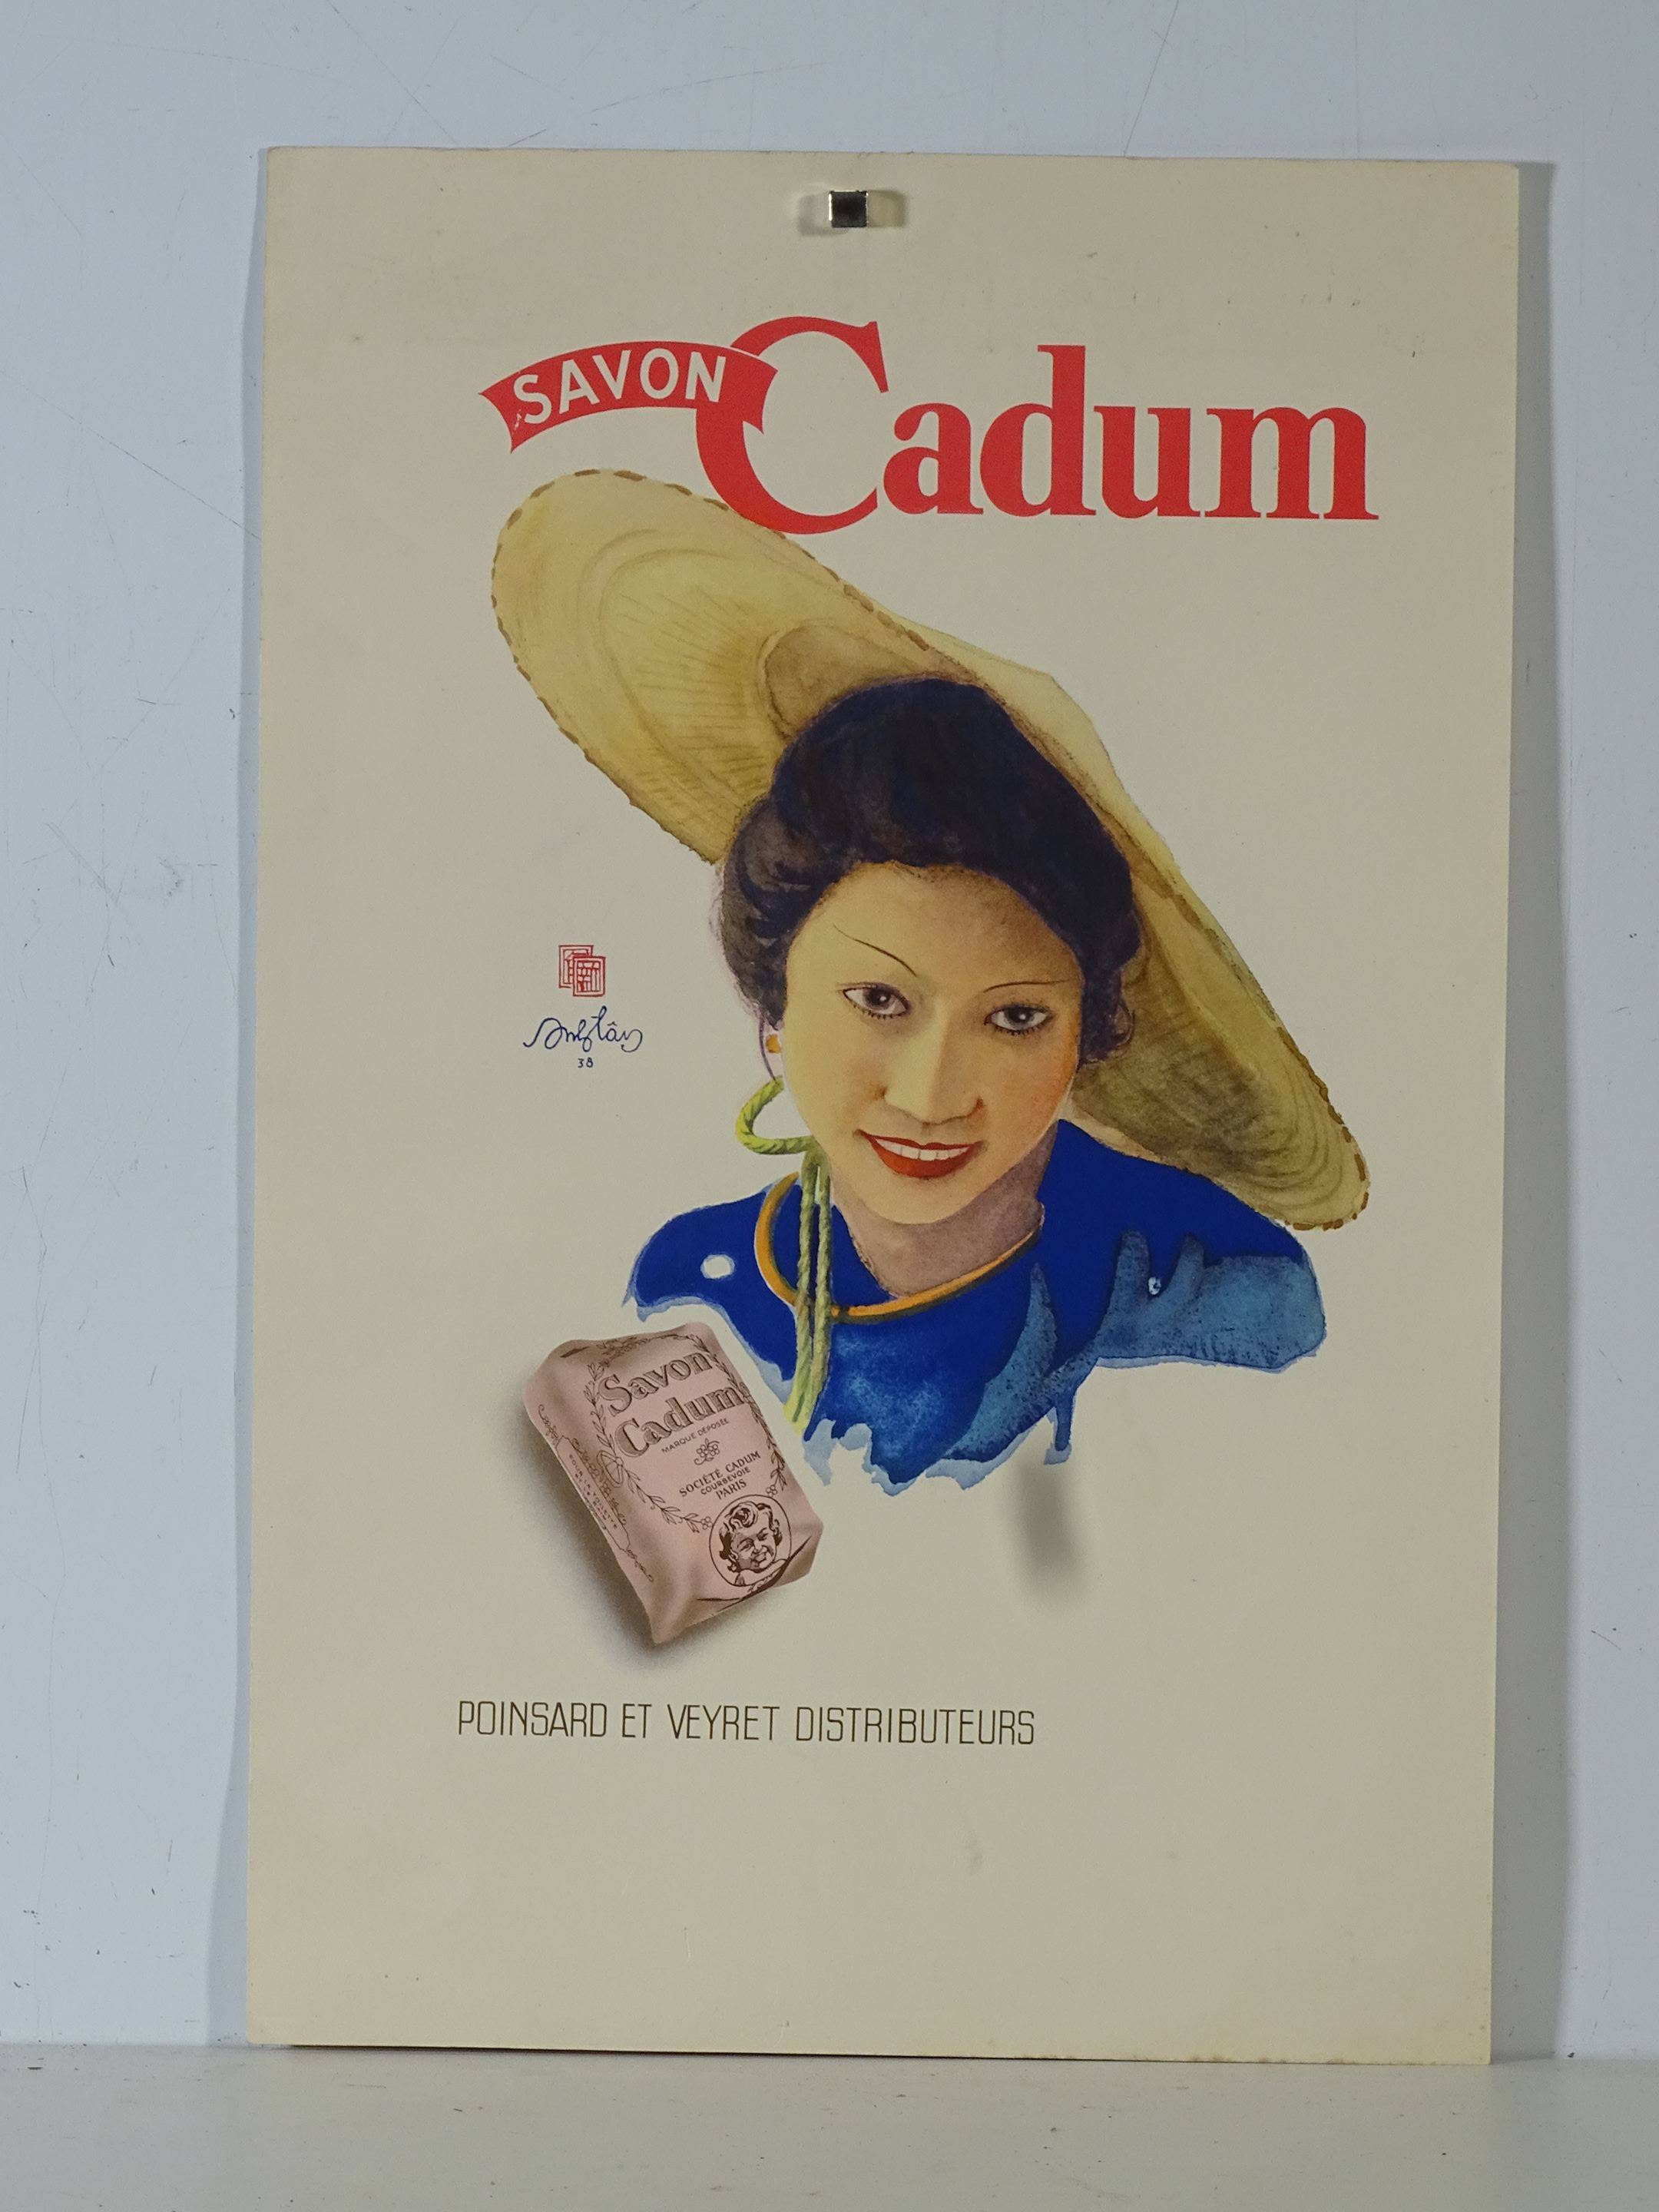 SAVON Cadum
38
Savon
Cadum
MARQUE DÉPOSÉE
SOCIÉTÉ CADUM
COURBEVOIE
PARIS
POINSARD ET VEYRET DISTRIBUTEURS